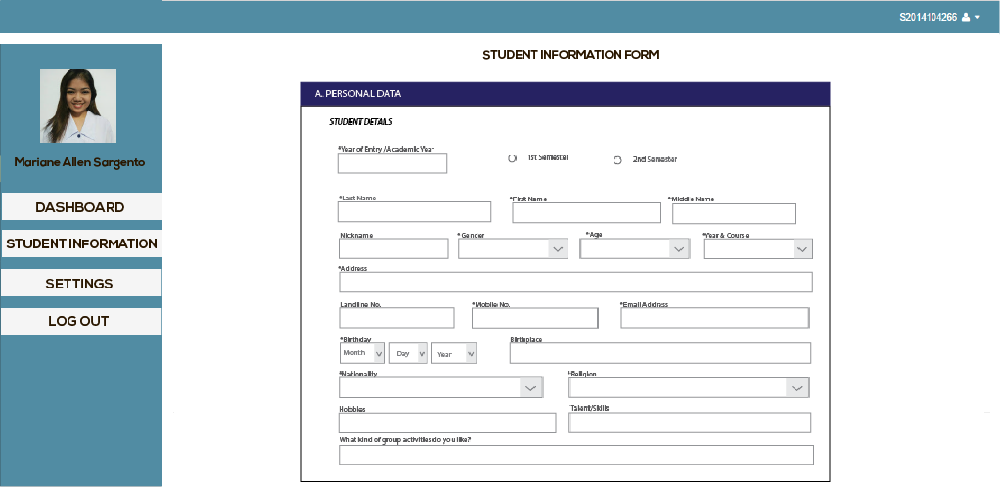 S2014104266
STUDENT INFORMATION FORM
Mariane Allen Sargento
DASHBOARD
STUDENT INFORMATION
SETTINGS
LOG OUT
A. PERSONAL DATA
STUDENT DETAILS
*Year of Entry / Academic Year
1st Semester 2nd Semester
*Last Name *First Name *Middle Name
Nickname *Gender *Age *Year & Course
*Address
Landline No. *Mobile No. *Email Address
*Birthday Birthplace
Month Day Year
*Nationality *Religion
Hobbies Talent/Skills
What kind of group activities do you like?